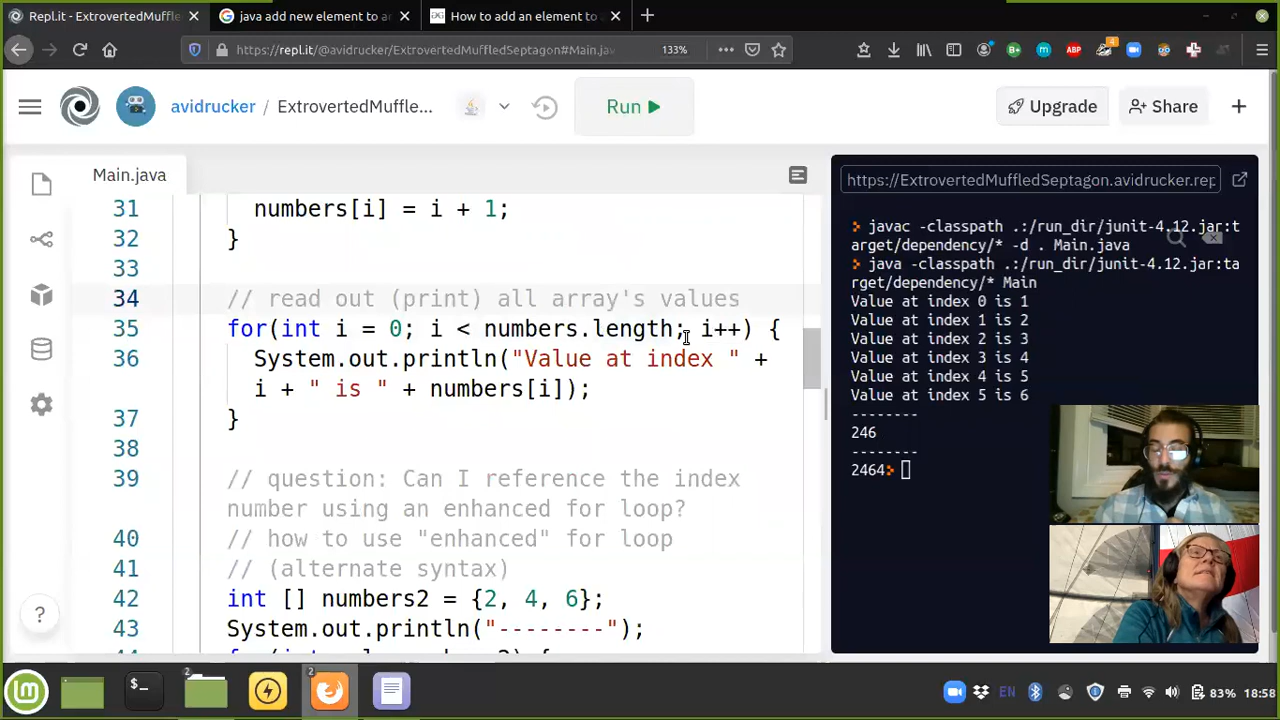 Repl.it - ExtrovertedMuffle
java add new element to ar
How to add an element to
https://repl.it/@avidrucker/ExtrovertedMuffledSeptagon#Main.jav
133%
avidrucker / ExtrovertedMuffle...
Run
Upgrade
Share
Main.java
31 numbers[i] = i + 1;
32 }
33
34 // read out (print) all array's values
35 for(int i = 0; i < numbers.length; i++) {
36 System.out.println("Value at index " +
i + " is " + numbers[i]);
37 }
38
39 // question: Can I reference the index
number using an enhanced for loop?
40 // how to use "enhanced" for loop
41 // (alternate syntax)
42 int [] numbers2 = {2, 4, 6};
43 System.out.println("--------");
https://ExtrovertedMuffledSeptagon.avidrucker.rep
javac -classpath .:/run_dir/junit-4.12.jar:t
arget/dependency/* -d . Main.java
java -classpath .:/run_dir/junit-4.12.jar:ta
rget/dependency/* Main
Value at index 0 is 1
Value at index 1 is 2
Value at index 2 is 3
Value at index 3 is 4
Value at index 4 is 5
Value at index 5 is 6
--------
246
--------
2464
?
2
2
EN
83%
18:58